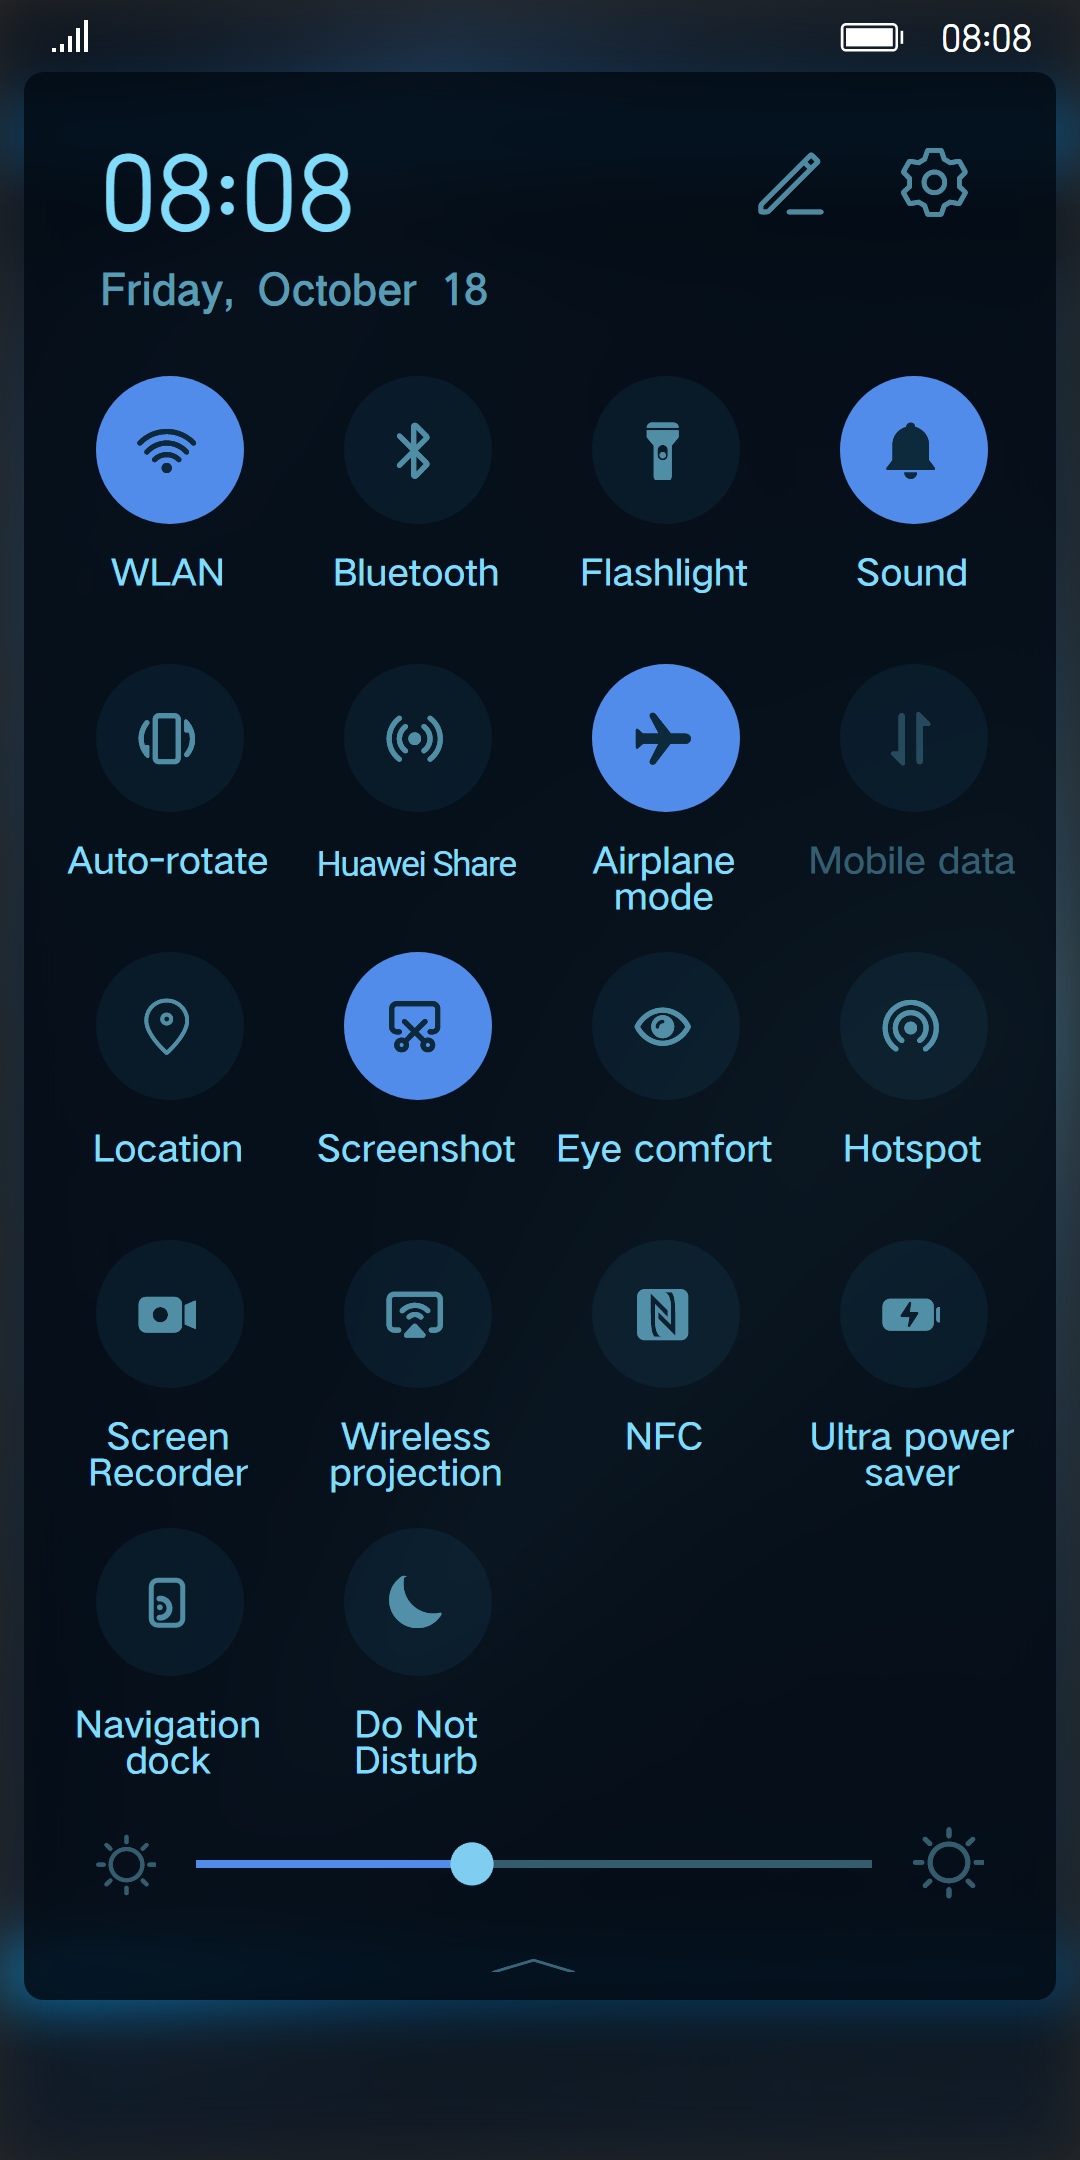 08:08
08:08
Friday, October 18
WLAN Bluetooth Flashlight Sound
Auto-rotate Huawei Share Airplane mode Mobile data
Location Screenshot Eye comfort Hotspot
Screen Recorder Wireless projection NFC Ultra power saver
Navigation dock Do Not Disturb